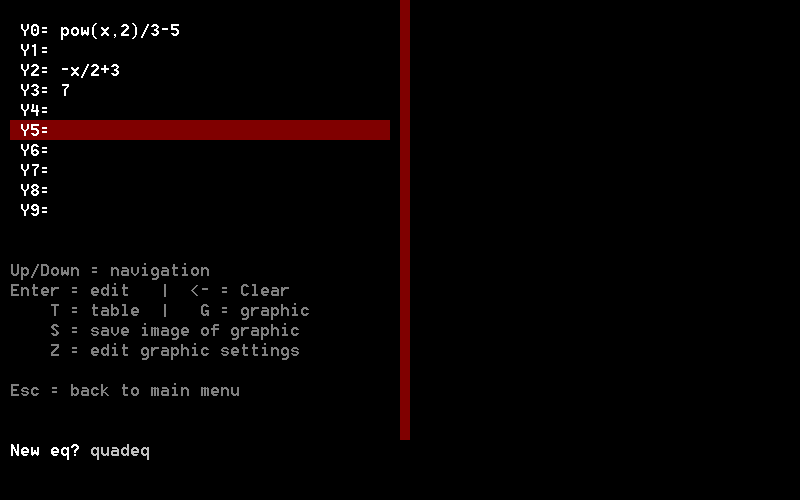 Y0= pow(x,2)/3-5
Y1=
Y2= -x/2+3
Y3= 7
Y4=
Y5=
Y6=
Y7=
Y8=
Y9=
Up/Down = navigation
Enter = edit   |  <- = Clear
T = table  |   G = graphic
S = save image of graphic
Z = edit graphic settings
Esc = back to main menu
New eq? quadeq